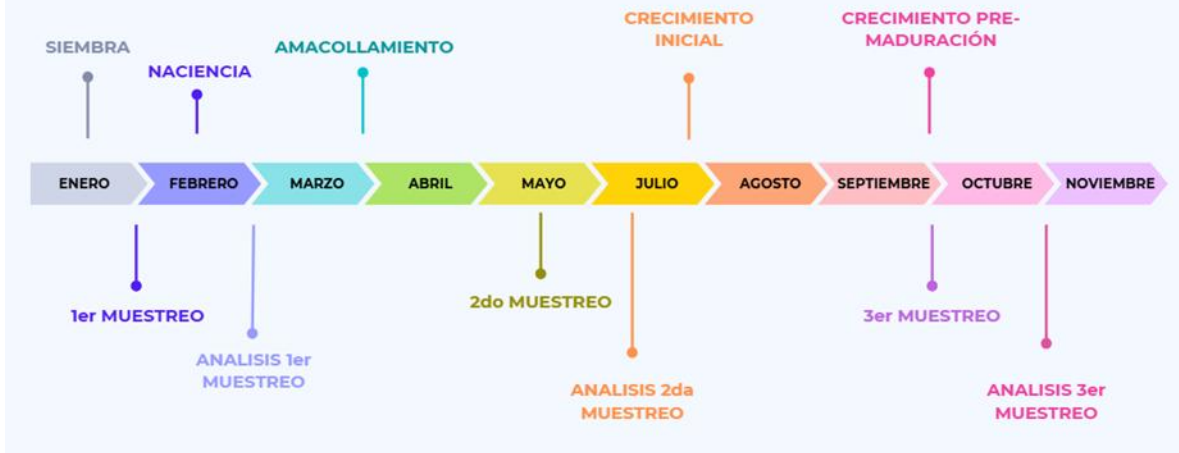 SIEMBRA
NACIENCIA
AMACOLLAMIENTO
CRECIMIENTO
INICIAL
CRECIMIENTO PRE-
MADURACIÓN
ENERO
FEBRERO
MARZO
ABRIL
MAYO
JULIO
AGOSTO
SEPTIEMBRE
OCTUBRE
NOVIEMBRE
1er MUESTREO
ANALISIS 1er
MUESTREO
2do MUESTREO
ANALISIS 2da
MUESTREO
3er MUESTREO
ANALISIS 3er
MUESTREO